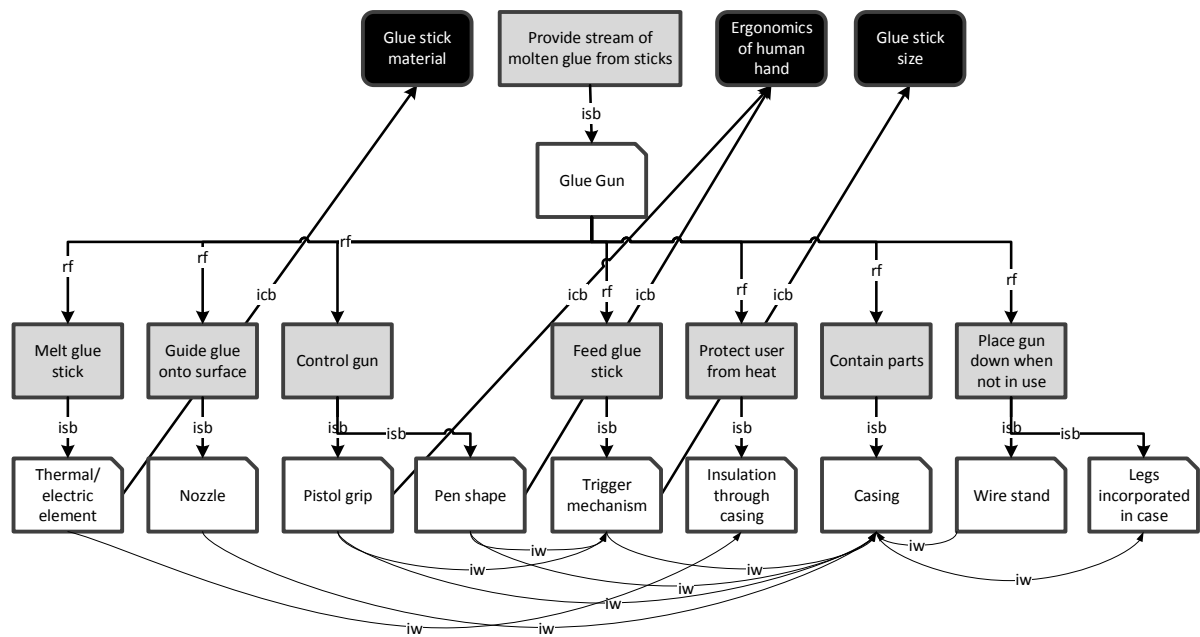 Glue stick
material
Provide stream of
molten glue from sticks
Ergonomics
of human
hand
Glue stick
size
isb
Glue Gun
rf
rf
rf
rf
rf
rf
rf
icb
icb
icb
icb
Melt glue
stick
Guide glue
onto surface
Control gun
Feed glue
stick
Protect user
from heat
Contain parts
Place gun
down when
not in use
isb
isb
isb
isb
isb
isb
isb
isb
isb
Thermal/
electric
element
Nozzle
Pistol grip
Pen shape
Trigger
mechanism
Insulation
through
casing
Casing
Wire stand
Legs
incorporated
in case
iw
iw
iw
iw
iw
iw
iw
iw
iw